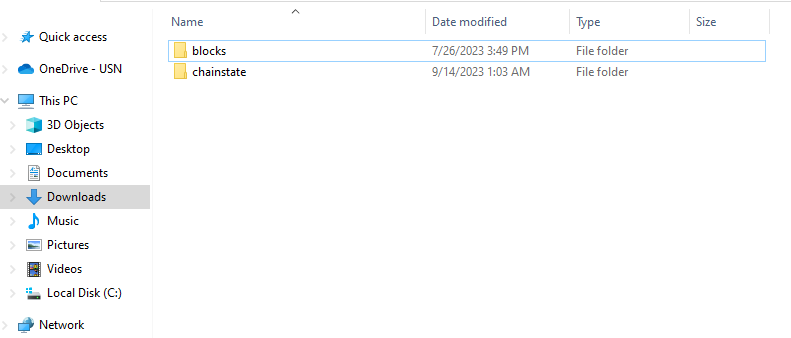 Name Date modified Type Size
Quick access
blocks 7/26/2023 3:49 PM File folder
OneDrive - USN
chainstate 9/14/2023 1:03 AM File folder
This PC
3D Objects
Desktop
Documents
Downloads
Music
Pictures
Videos
Local Disk (C:)
Network